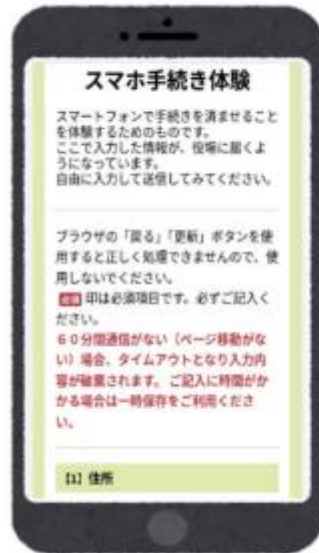 スマホ手続き体験
スマートフォンで手続きを済ませること
を体験するためのものです。
ここで入力した情報が、役場に届くよ
うになっています。
自由に入力して送信してみてください。
ブラウザの「戻る」「更新」ボタンを使
用すると正しく処理できませんので、使
用しないでください。
必須 印は必須項目です。必ずご記入く
ださい。
60分間通信がない（ページ移動がな
い）場合、タイムアウトとなり入力内
容が破棄されます。 ご記入に時間がか
かる場合は一時保存をご利用くださ
い。
【1】住所